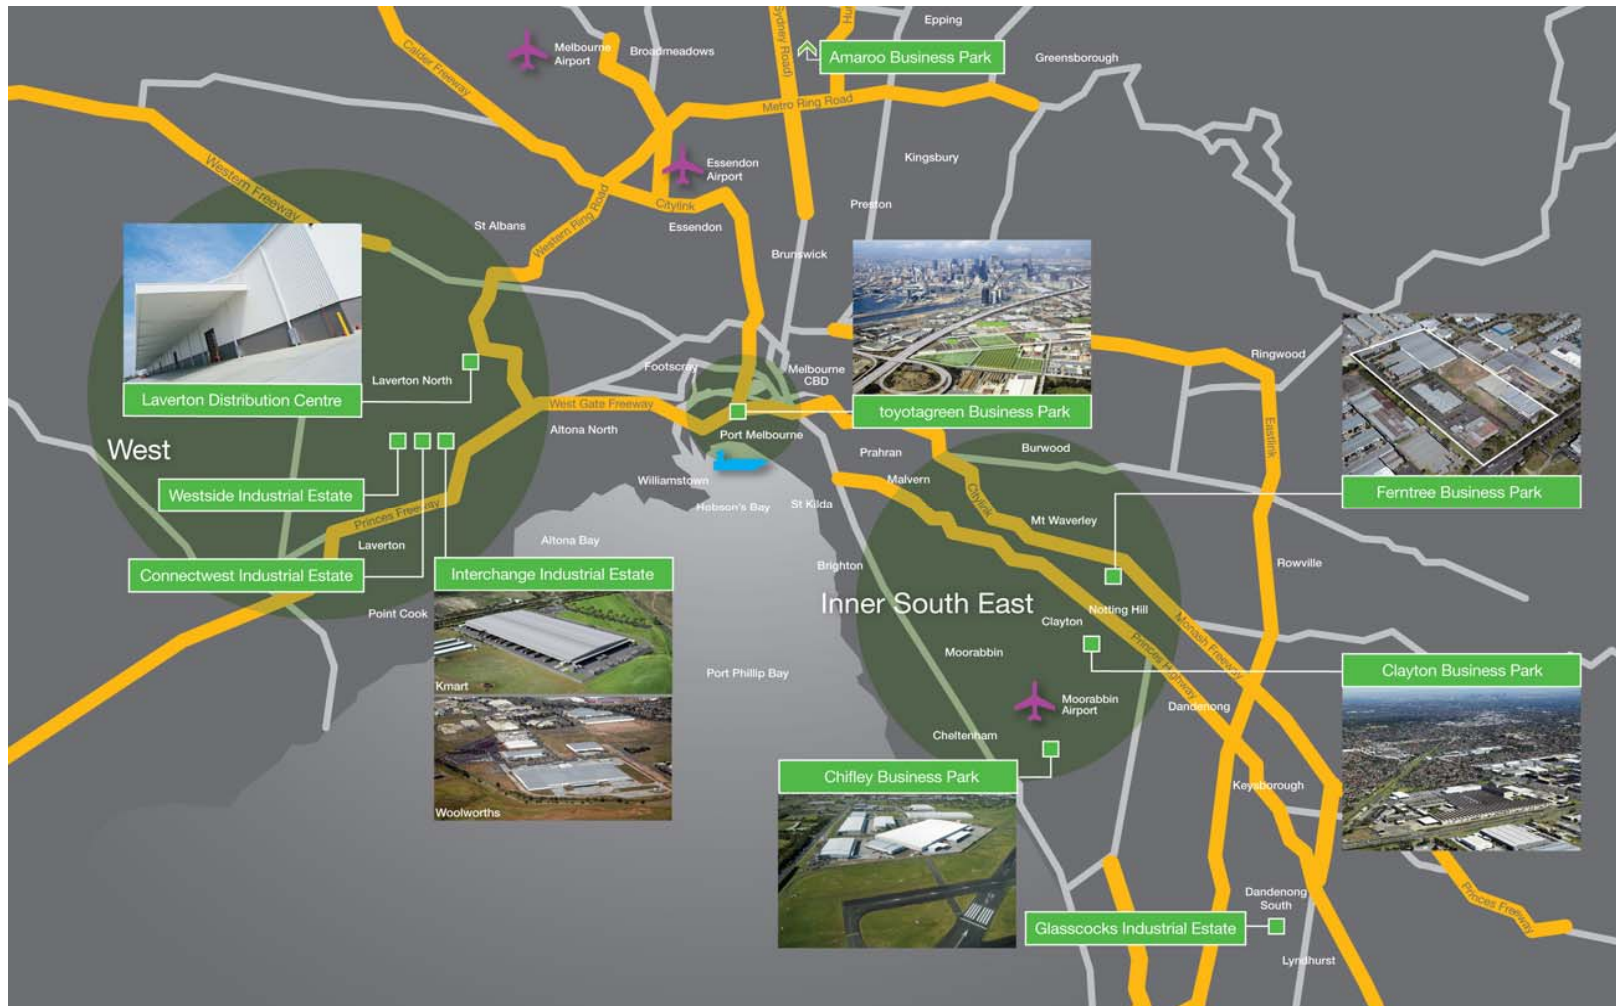 Epping
Melbourne
Airport
Broadmeadows
Calder Freeway
Sydney Road)
Hu
Amaroo Business Park
Greensborough
Metro Ring Road
Western Freeway
Essendon
Airport
Kingsbury
Citylink
Essendon
Preston
St Albans
Western Ring Road
Brunswick
Laverton North
Laverton Distribution Centre
Footscray
Melbourne
CBD
Ringwood
West Gate Freeway
toyotagreen Business Park
Altona North
Port Melbourne
West
Prahran
Burwood
Eastlink
Malvern
Citylink
Williamstown
Westside Industrial Estate
Ferntree Business Park
Hobson's Bay
St Kilda
Mt Waverley
Princes Freeway
Laverton
Altona Bay
Brighton
Rowville
Connectwest Industrial Estate
Interchange Industrial Estate
Inner South East
Notting Hill
Point Cook
Clayton
Monash Freeway
Moorabbin
Princes Highway
Port Phillip Bay
Clayton Business Park
Kmart
Moorabbin
Airport
Dandenong
Cheltenham
Chifley Business Park
Keysborough
Woolworths
Dandenong
South
Princes Freeway
Glasscocks Industrial Estate
Lyndhurst